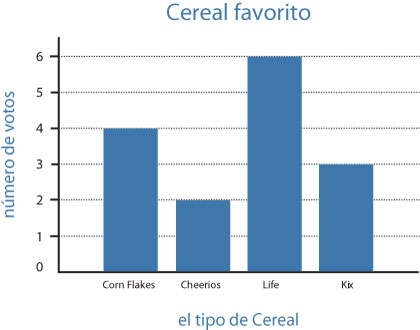 Cereal favorito
número de votos
6
5
4
3
2
1
0
Corn Flakes Cheerios Life Kix
el tipo de Cereal